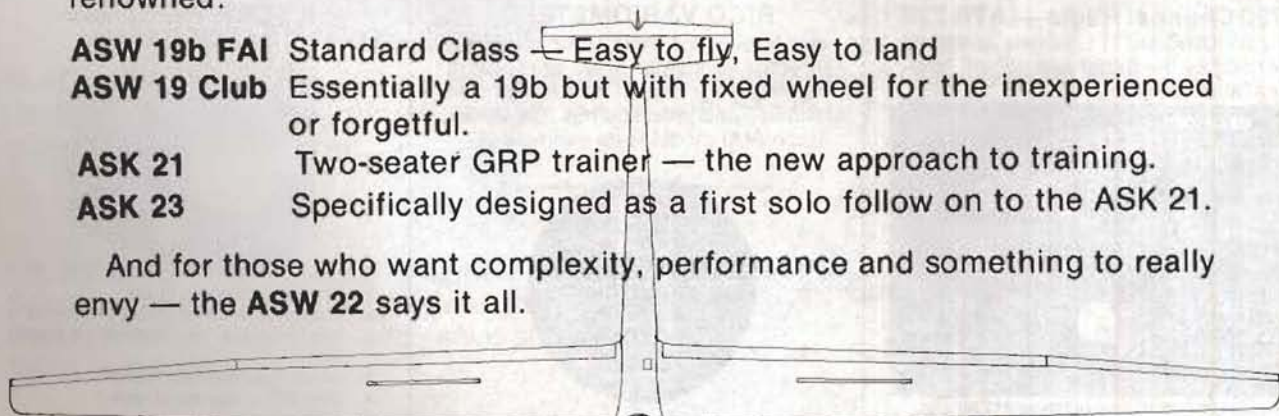 renowned.
ASW 19b FAI Standard Class — Easy to fly, Easy to land
ASW 19 Club Essentially a 19b but with fixed wheel for the inexperienced
or forgetful.
ASK 21 Two-seater GRP trainer — the new approach to training.
ASK 23 Specifically designed as a first solo follow on to the ASK 21.
And for those who want complexity, performance and something to really
envy — the ASW 22 says it all.